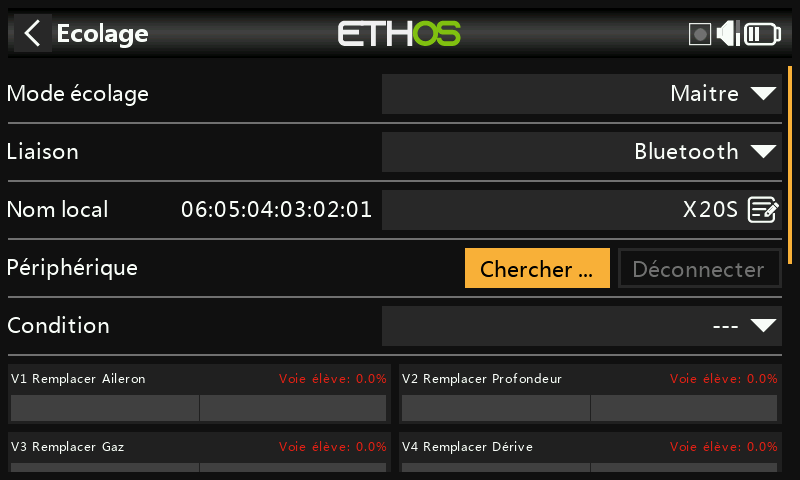 Ecolage
ETHOS
Mode écolage
Maitre
Liaison
Bluetooth
Nom local 06:05:04:03:02:01 X20S
Périphérique
Chercher ... Déconnecter
Condition
---
V1 Remplacer Aileron Voie élève: 0.0%
V2 Remplacer Profondeur Voie élève: 0.0%
V3 Remplacer Gaz Voie élève: 0.0%
V4 Remplacer Dérive Voie élève: 0.0%